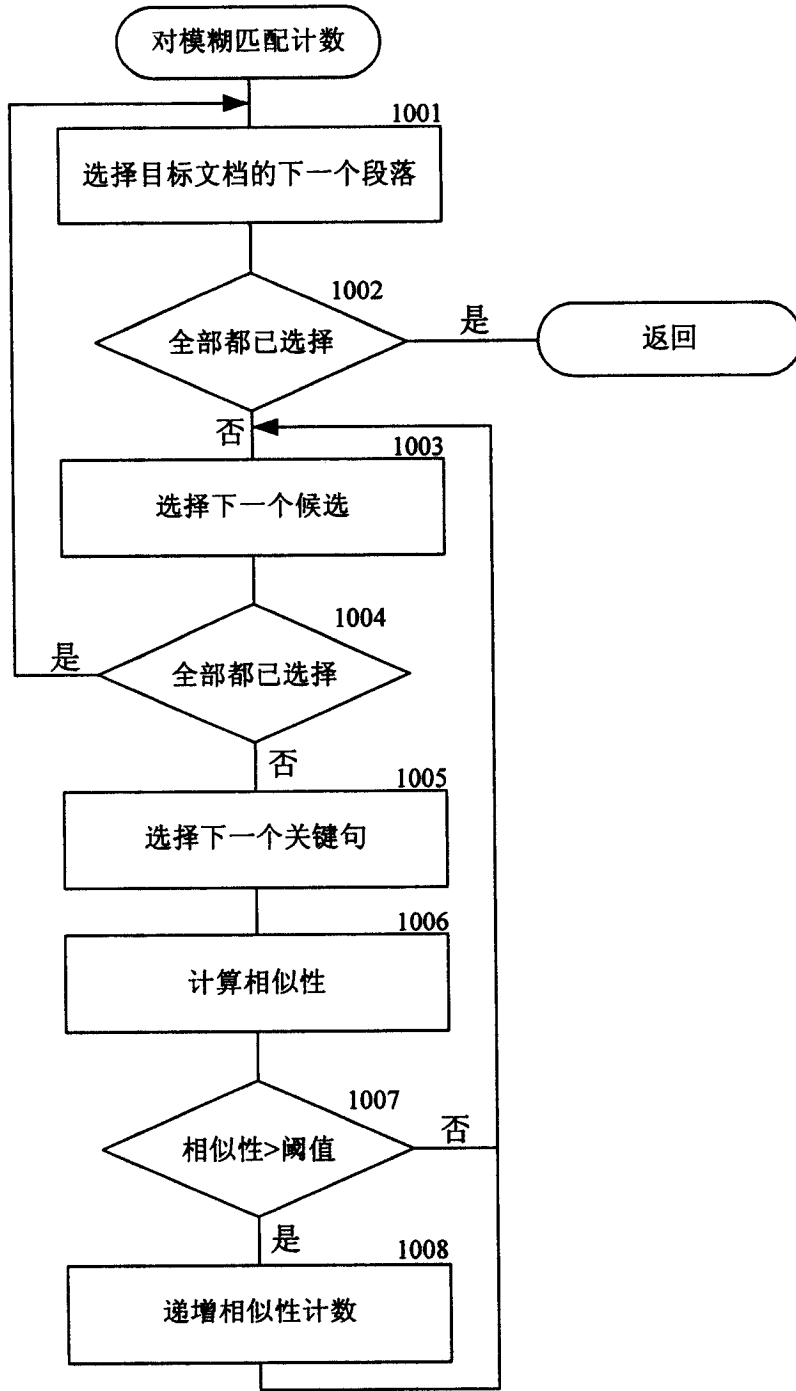 对模糊匹配计数
1001
选择目标文档的下一个段落
1002
全部都已选择
是
返回
否
1003
选择下一个候选
1004
是
全部都已选择
否
1005
选择下一个关键句
1006
计算相似性
1007
相似性>阈值
否
是
1008
递增相似性计数